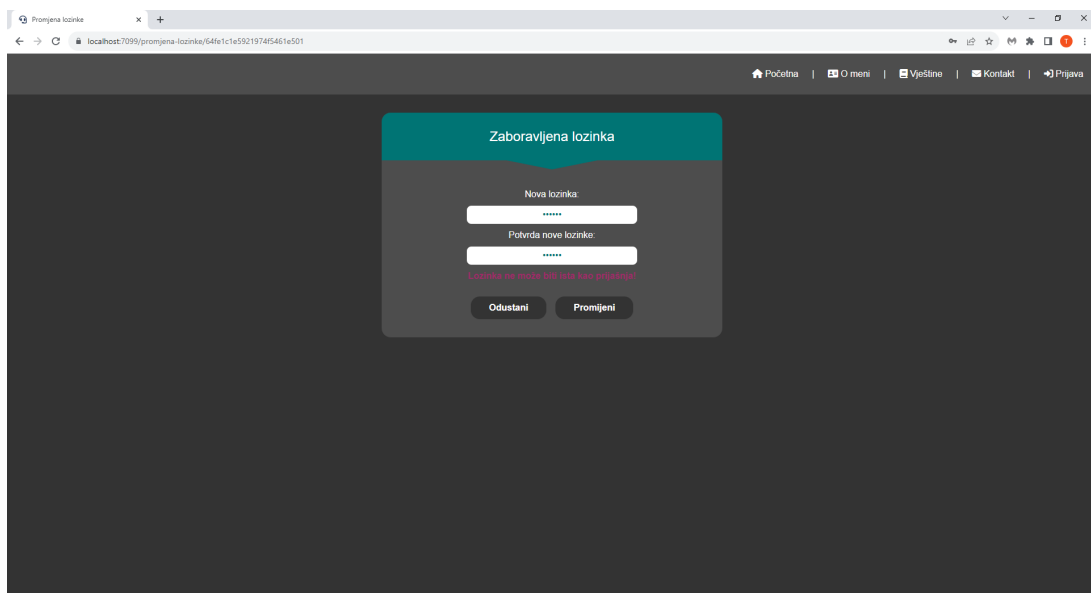 Promjena lozinke
localhost:7099/promjena-lozinke/64fe1c1e5921974f5461e501
T
Početna | O meni | Vještine | Kontakt | Prijava
Zaboravljena lozinka
Nova lozinka:
••••••
Potvrda nove lozinke:
••••••
Lozinka ne može biti ista kao prijašnja!
Odustani Promijeni